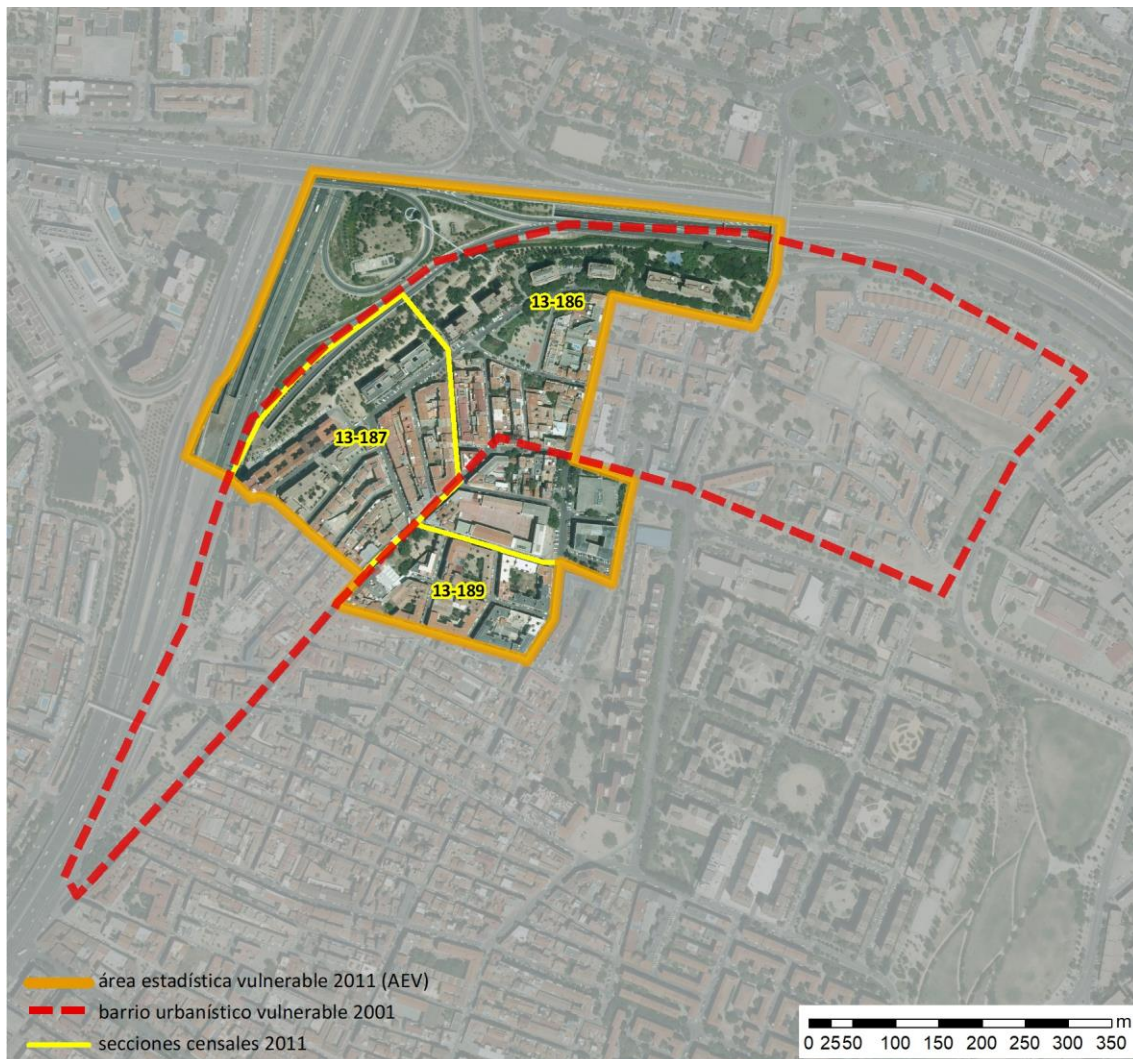 13-186
13-187
13-189
área estadística vulnerable 2011 (AEV)
barrio urbanístico vulnerable 2001
secciones censales 2011
m
0 2550 100 150 200 250 300 350